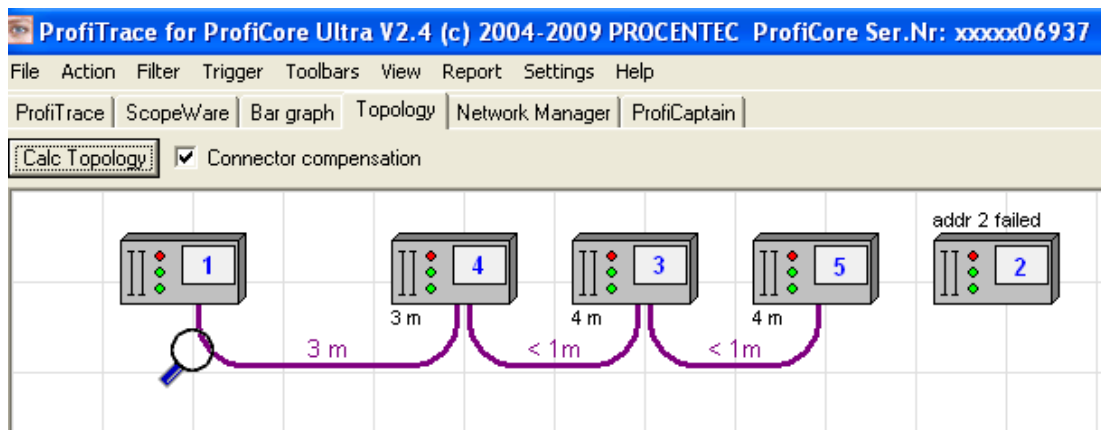 ProfiTrace for ProfiCore Ultra V2.4 (c) 2004-2009 PROCENTEC ProfiCore Ser.Nr: xxxxx06937
File Action Filter Trigger Toolbars View Report Settings Help
ProfiTrace ScopeWare Bar graph Topology Network Manager ProfiCaptain
Calc Topology Connector compensation
addr 2 failed
1 4 3 5 2
3 m 4 m 4 m
3 m < 1m < 1m